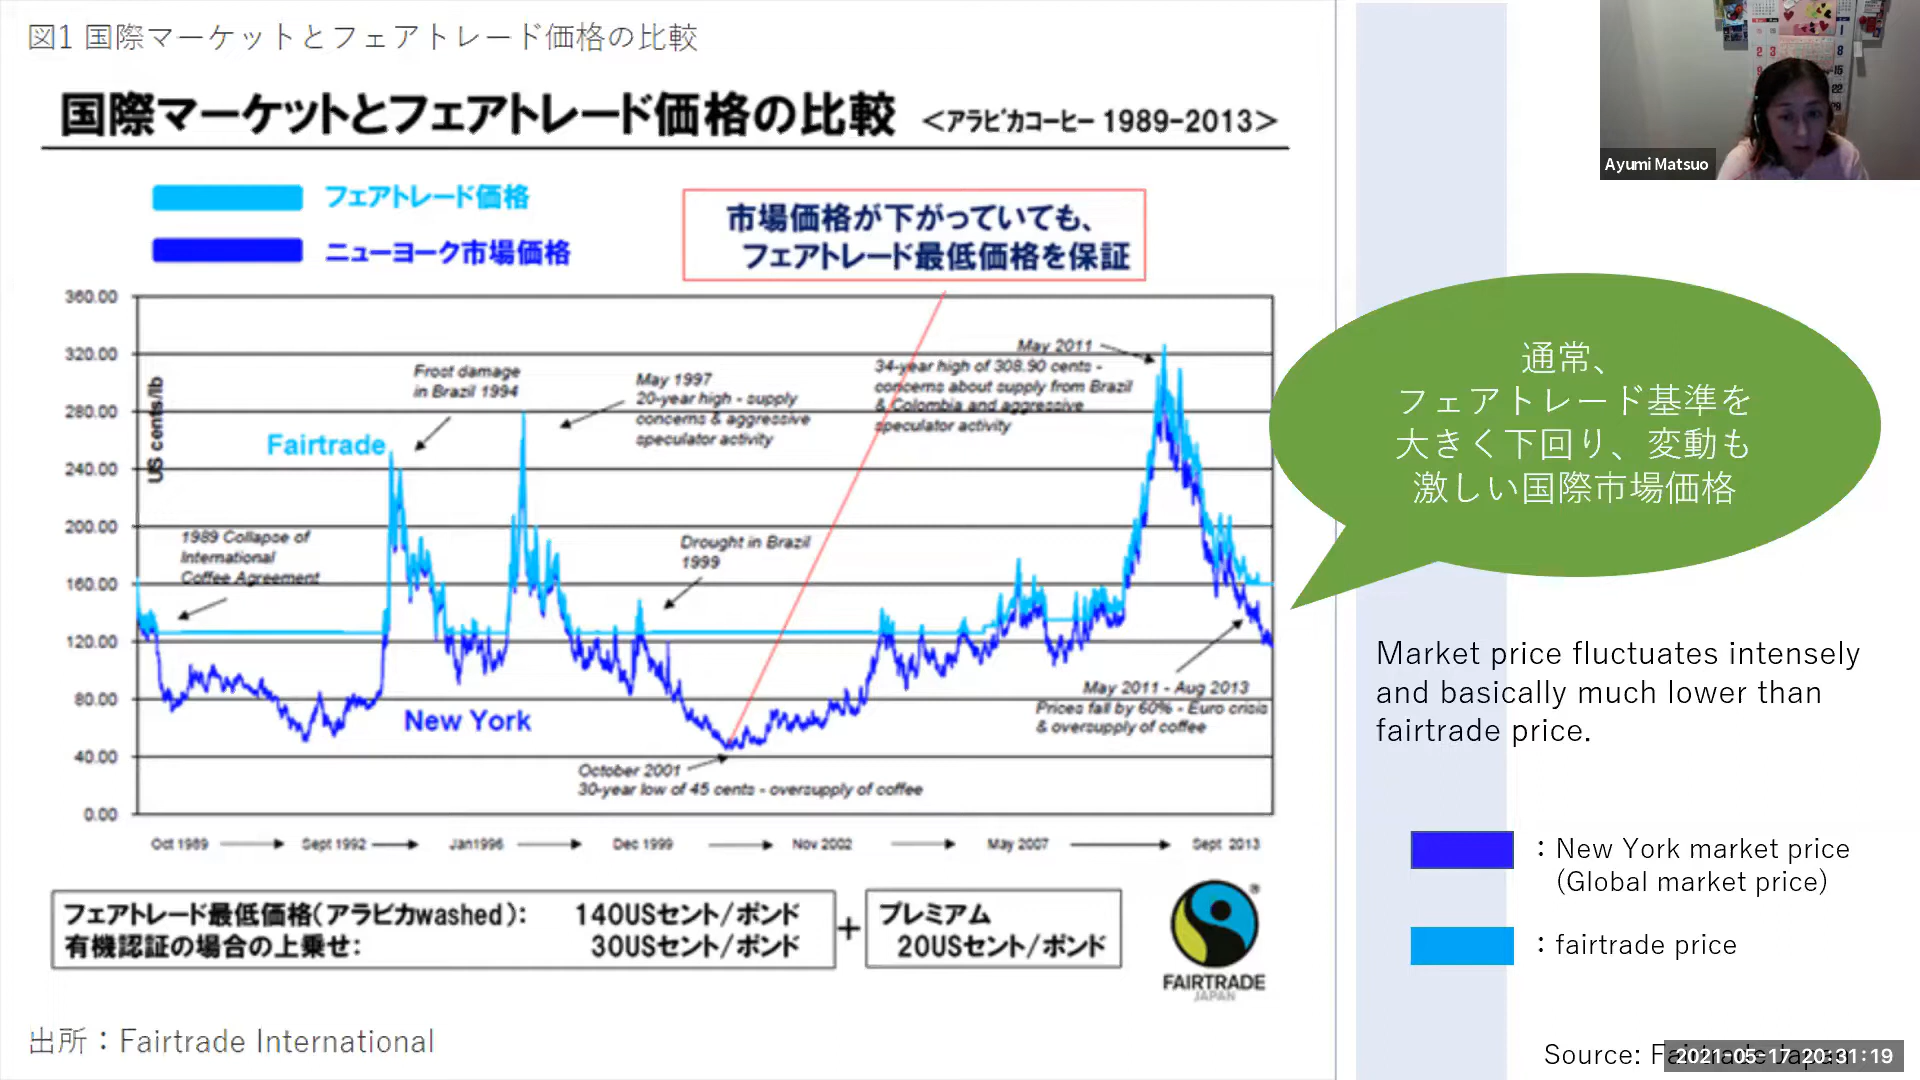 図1 国際マーケットとフェアトレード価格の比較
国際マーケットとフェアトレード価格の比較 <アラビカコーヒー 1989-2013>
フェアトレード価格
ニューヨーク市場価格
市場価格が下がっていても、
フェアトレード最低価格を保証
360.00
320.00
280.00
240.00
200.00
160.00
120.00
80.00
40.00
0.00
US cents/lb
Fairtrade
New York
1989 Collapse of
International
Coffee Agreement
Frost damage
in Brazil 1994
May 1997
20-year high - supply
concerns & aggressive
speculator activity
Drought in Brazil
1999
October 2001
30-year low of 45 cents - oversupply of coffee
May 2011
34-year high of 308.90 cents -
concerns about supply from Brazil
& Colombia and aggressive
speculator activity
May 2011 - Aug 2013
Prices fall by 60% - Euro crisis
& oversupply of coffee
Oct 1989 Sept 1992 Jan1996 Dec 1999 Nov 2002 May 2007 Sept 2013
フェアトレード最低価格(アラビカwashed): 140USセント/ポンド
有機認証の場合の上乗せ: 30USセント/ポンド
+
プレミアム
20USセント/ポンド
FAIRTRADE
JAPAN
出所：Fairtrade International
Ayumi Matsuo
通常、
フェアトレード基準を
大きく下回り、変動も
激しい国際市場価格
Market price fluctuates intensely
and basically much lower than
fairtrade price.
：New York market price
(Global market price)
：fairtrade price
Source: Fairtrade Japan
2021-05-17 20:31:19